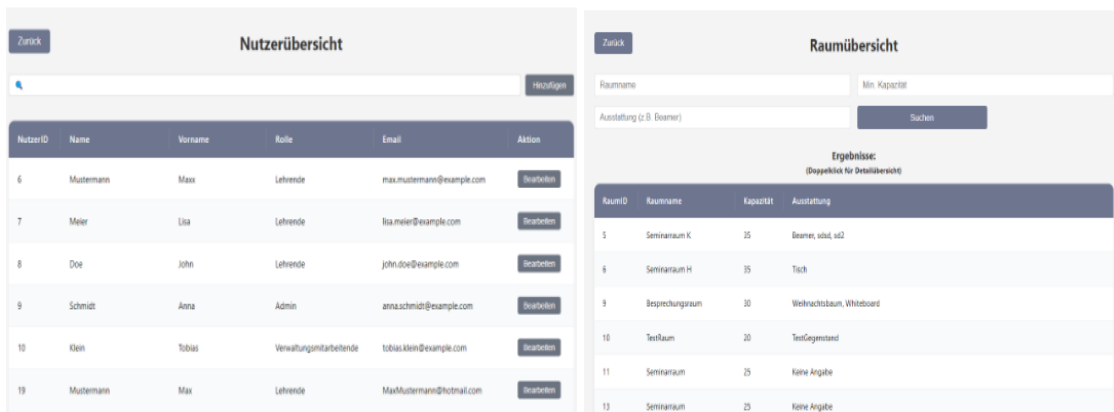 Zurück
Nutzerübersicht
Hinzufügen
NutzerID Name Vorname Rolle Email Aktion
6 Mustermann Maxx Lehrende max.mustermann@example.com Bearbeiten
7 Meier Lisa Lehrende lisa.meier@example.com Bearbeiten
8 Doe John Lehrende john.doe@example.com Bearbeiten
9 Schmidt Anna Admin anna.schmidt@example.com Bearbeiten
10 Klein Tobias Verwaltungsmitarbeitende tobias.klein@example.com Bearbeiten
19 Mustermann Max Lehrende MaxMustermann@hotmail.com Bearbeiten
Zurück
Raumübersicht
Raumname Min. Kapazität
Ausstattung (z.B. Beamer) Suchen
Ergebnisse:
(Doppelklick für Detailübersicht)
RaumID Raumname Kapazität Ausstattung
5 Seminarraum K 35 Beamer, sdsd, sd2
6 Seminarraum H 35 Tisch
9 Besprechungsraum 30 Weihnachtsbaum, Whiteboard
10 TestRaum 20 TestGegenstand
11 Seminarraum 25 Keine Angabe
13 Seminarraum 25 Keine Angabe